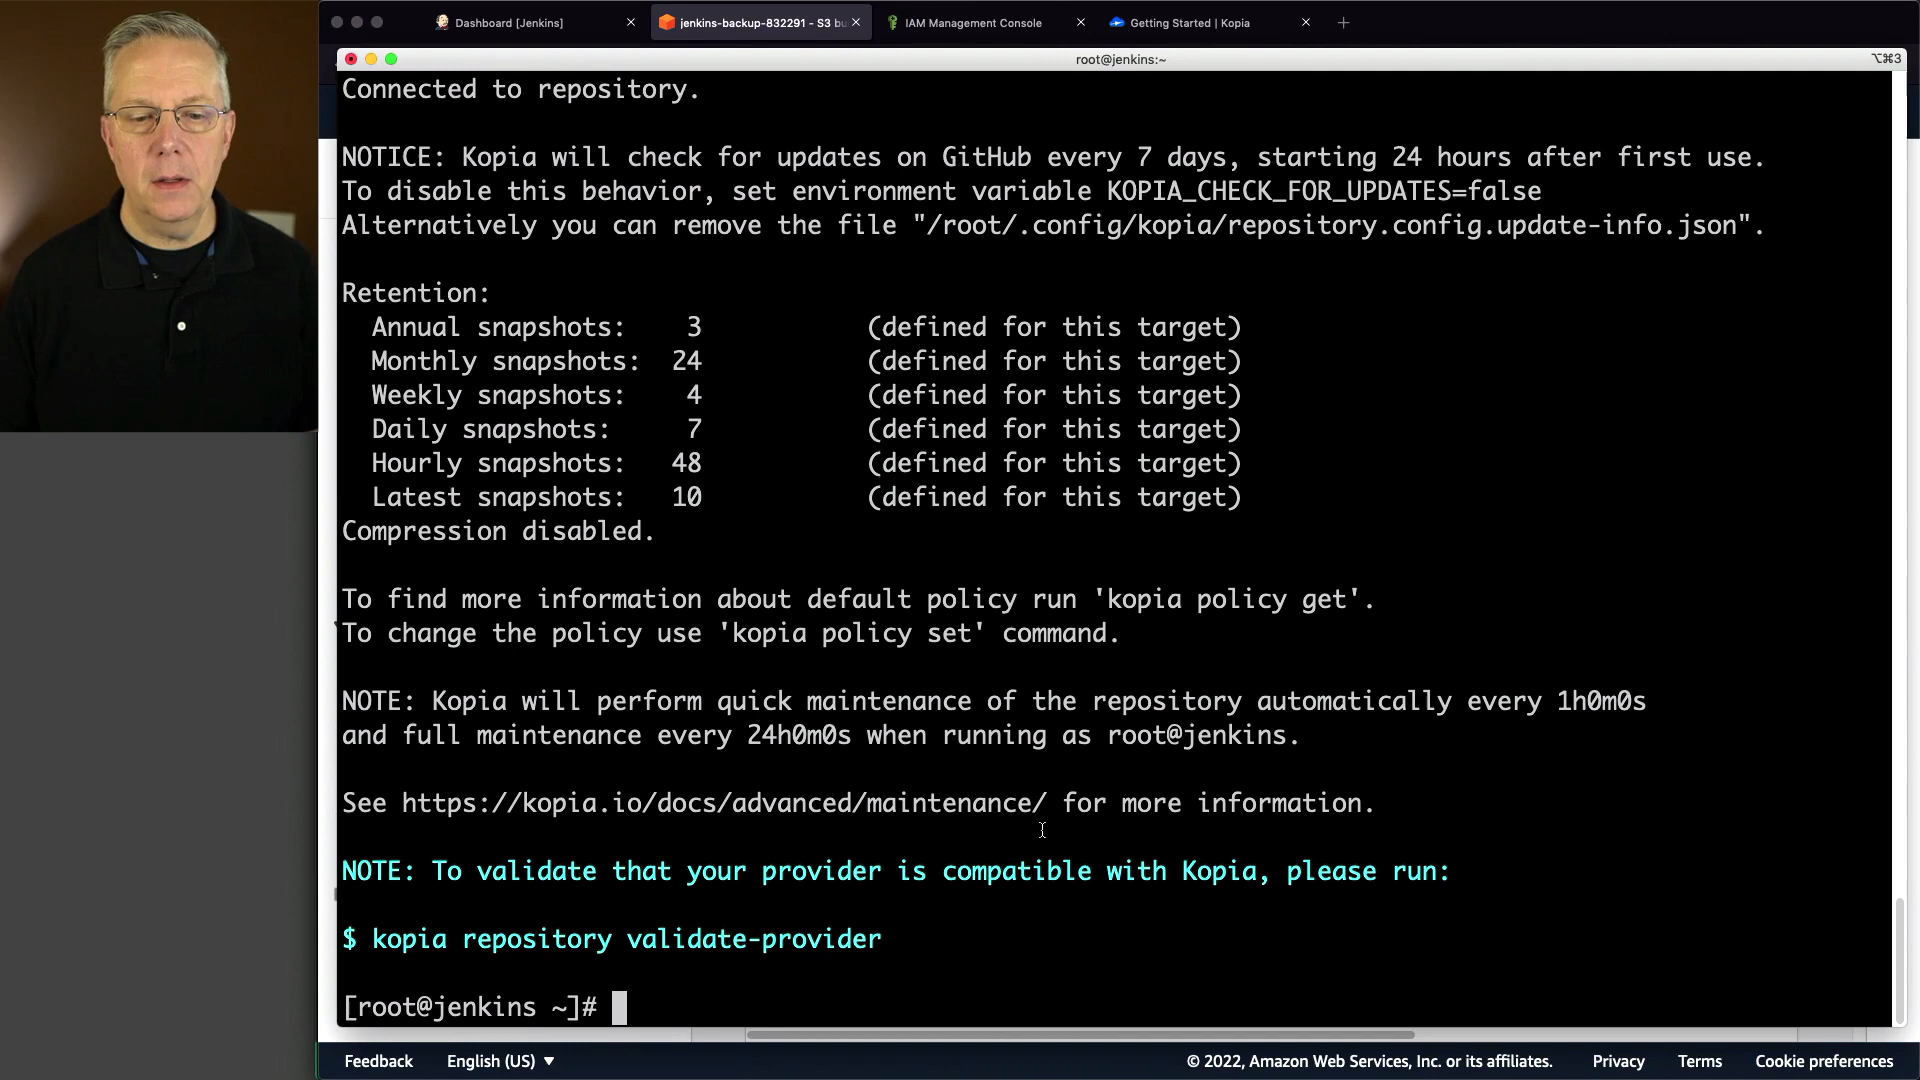 Dashboard [Jenkins]
jenkins-backup-832291 - S3 bu
IAM Management Console
Getting Started | Kopia
root@jenkins:~
⌥⌘3
Connected to repository.
NOTICE: Kopia will check for updates on GitHub every 7 days, starting 24 hours after first use.
To disable this behavior, set environment variable KOPIA_CHECK_FOR_UPDATES=false
Alternatively you can remove the file "/root/.config/kopia/repository.config.update-info.json".
Retention:
Annual snapshots: 3 (defined for this target)
Monthly snapshots: 24 (defined for this target)
Weekly snapshots: 4 (defined for this target)
Daily snapshots: 7 (defined for this target)
Hourly snapshots: 48 (defined for this target)
Latest snapshots: 10 (defined for this target)
Compression disabled.
To find more information about default policy run 'kopia policy get'.
To change the policy use 'kopia policy set' command.
NOTE: Kopia will perform quick maintenance of the repository automatically every 1h0m0s
and full maintenance every 24h0m0s when running as root@jenkins.
See https://kopia.io/docs/advanced/maintenance/ for more information.
NOTE: To validate that your provider is compatible with Kopia, please run:
$ kopia repository validate-provider
[root@jenkins ~]#
Feedback English (US) ▼ © 2022, Amazon Web Services, Inc. or its affiliates. Privacy Terms Cookie preferences